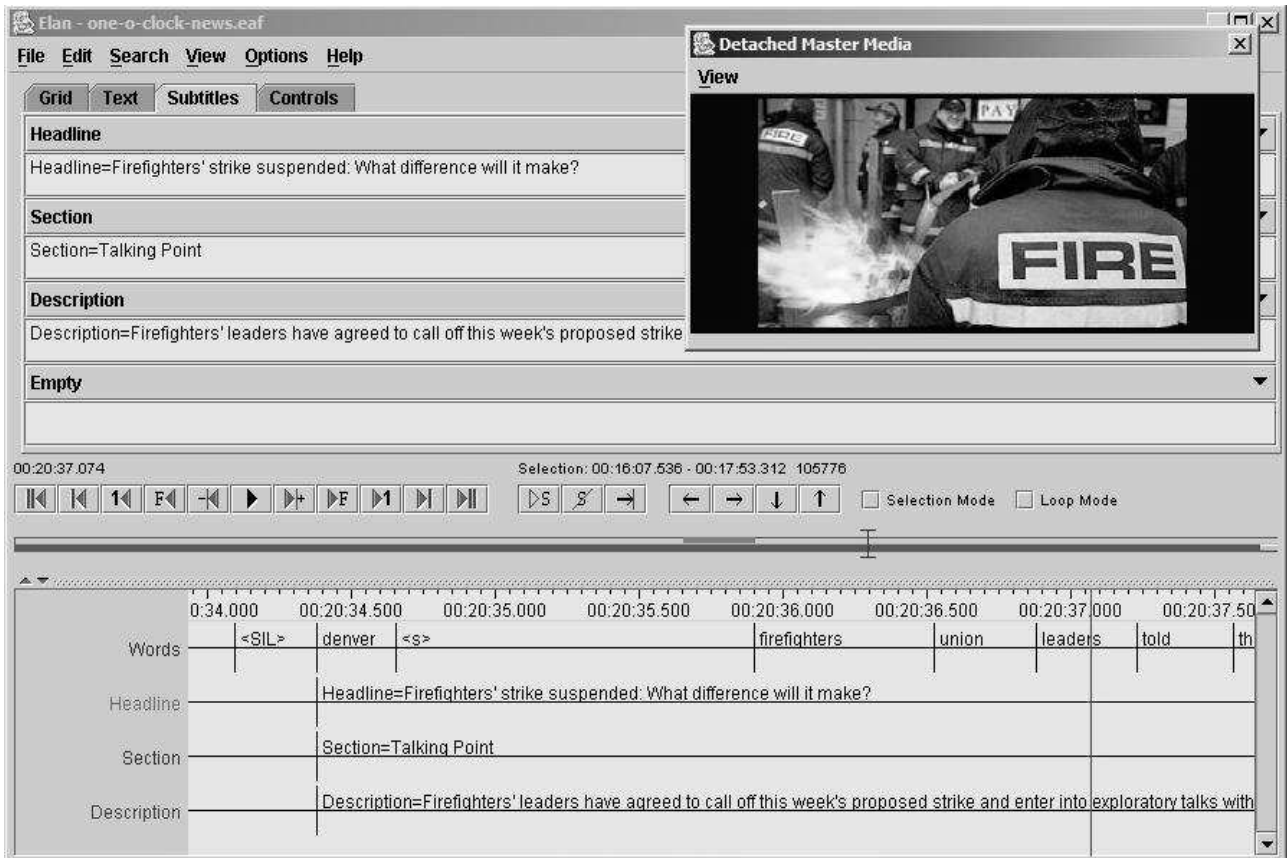 Elan - one-o-clock-news.eaf
File Edit Search View Options Help
Grid Text Subtitles Controls
Headline
Headline=Firefighters' strike suspended: What difference will it make?
Section
Section=Talking Point
Description
Description=Firefighters' leaders have agreed to call off this week's proposed strike
Empty
Detached Master Media
View
PAY
FIRE
FIRE
00:20:37.074
Selection: 00:16:07.536 - 00:17:53.312 105776
1 F + F 1 S S Selection Mode Loop Mode
0:34.000 00:20:34.500 00:20:35.000 00:20:35.500 00:20:36.000 00:20:36.500 00:20:37.000 00:20:37.50
Words <SIL> denver <s> firefighters union leaders told th
Headline Headline=Firefighters' strike suspended: What difference will it make?
Section Section=Talking Point
Description Description=Firefighters' leaders have agreed to call off this week's proposed strike and enter into exploratory talks with